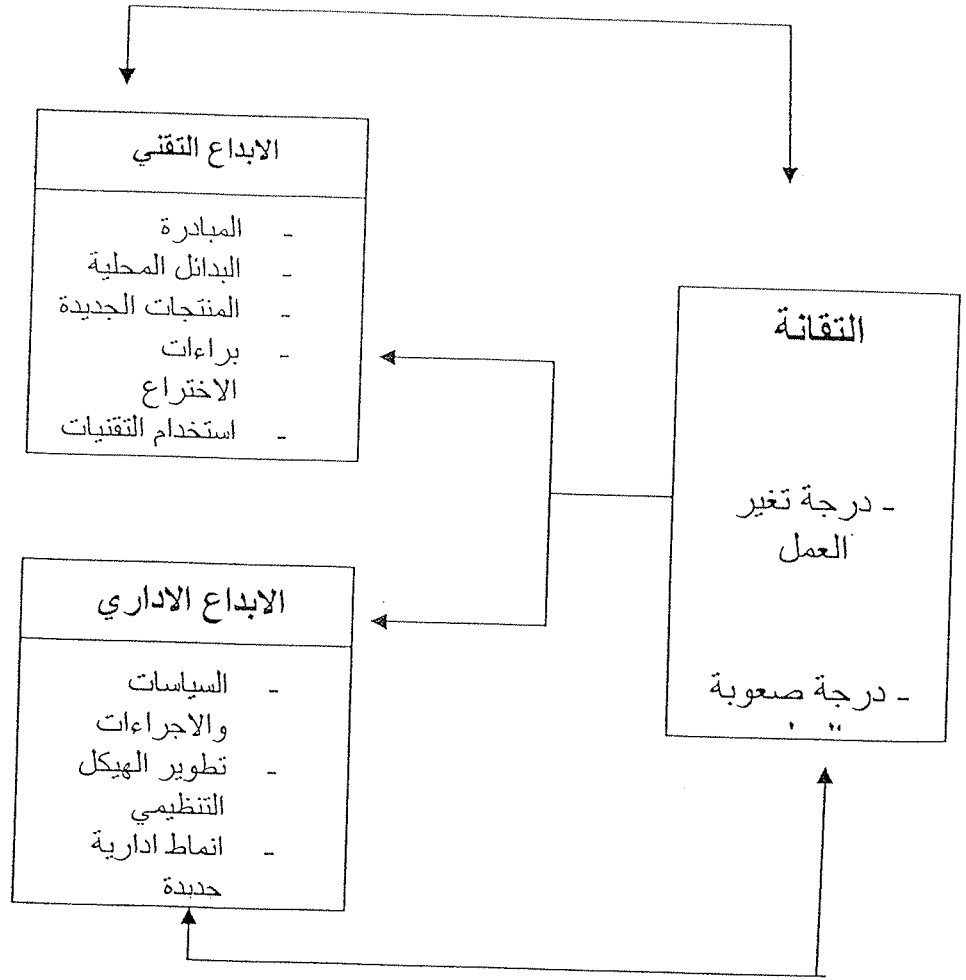 الابداع التقني
- المبادرة
- البدائل المحلية
- المنتجات الجديدة
- براءات
الاختراع
- استخدام التقنيات
التقانة
- درجة تغير
العمل
- درجة صعوبة
الابداع الاداري
- السياسات
والاجراءات
- تطوير الهيكل
التنظيمي
- انماط ادارية
جديدة